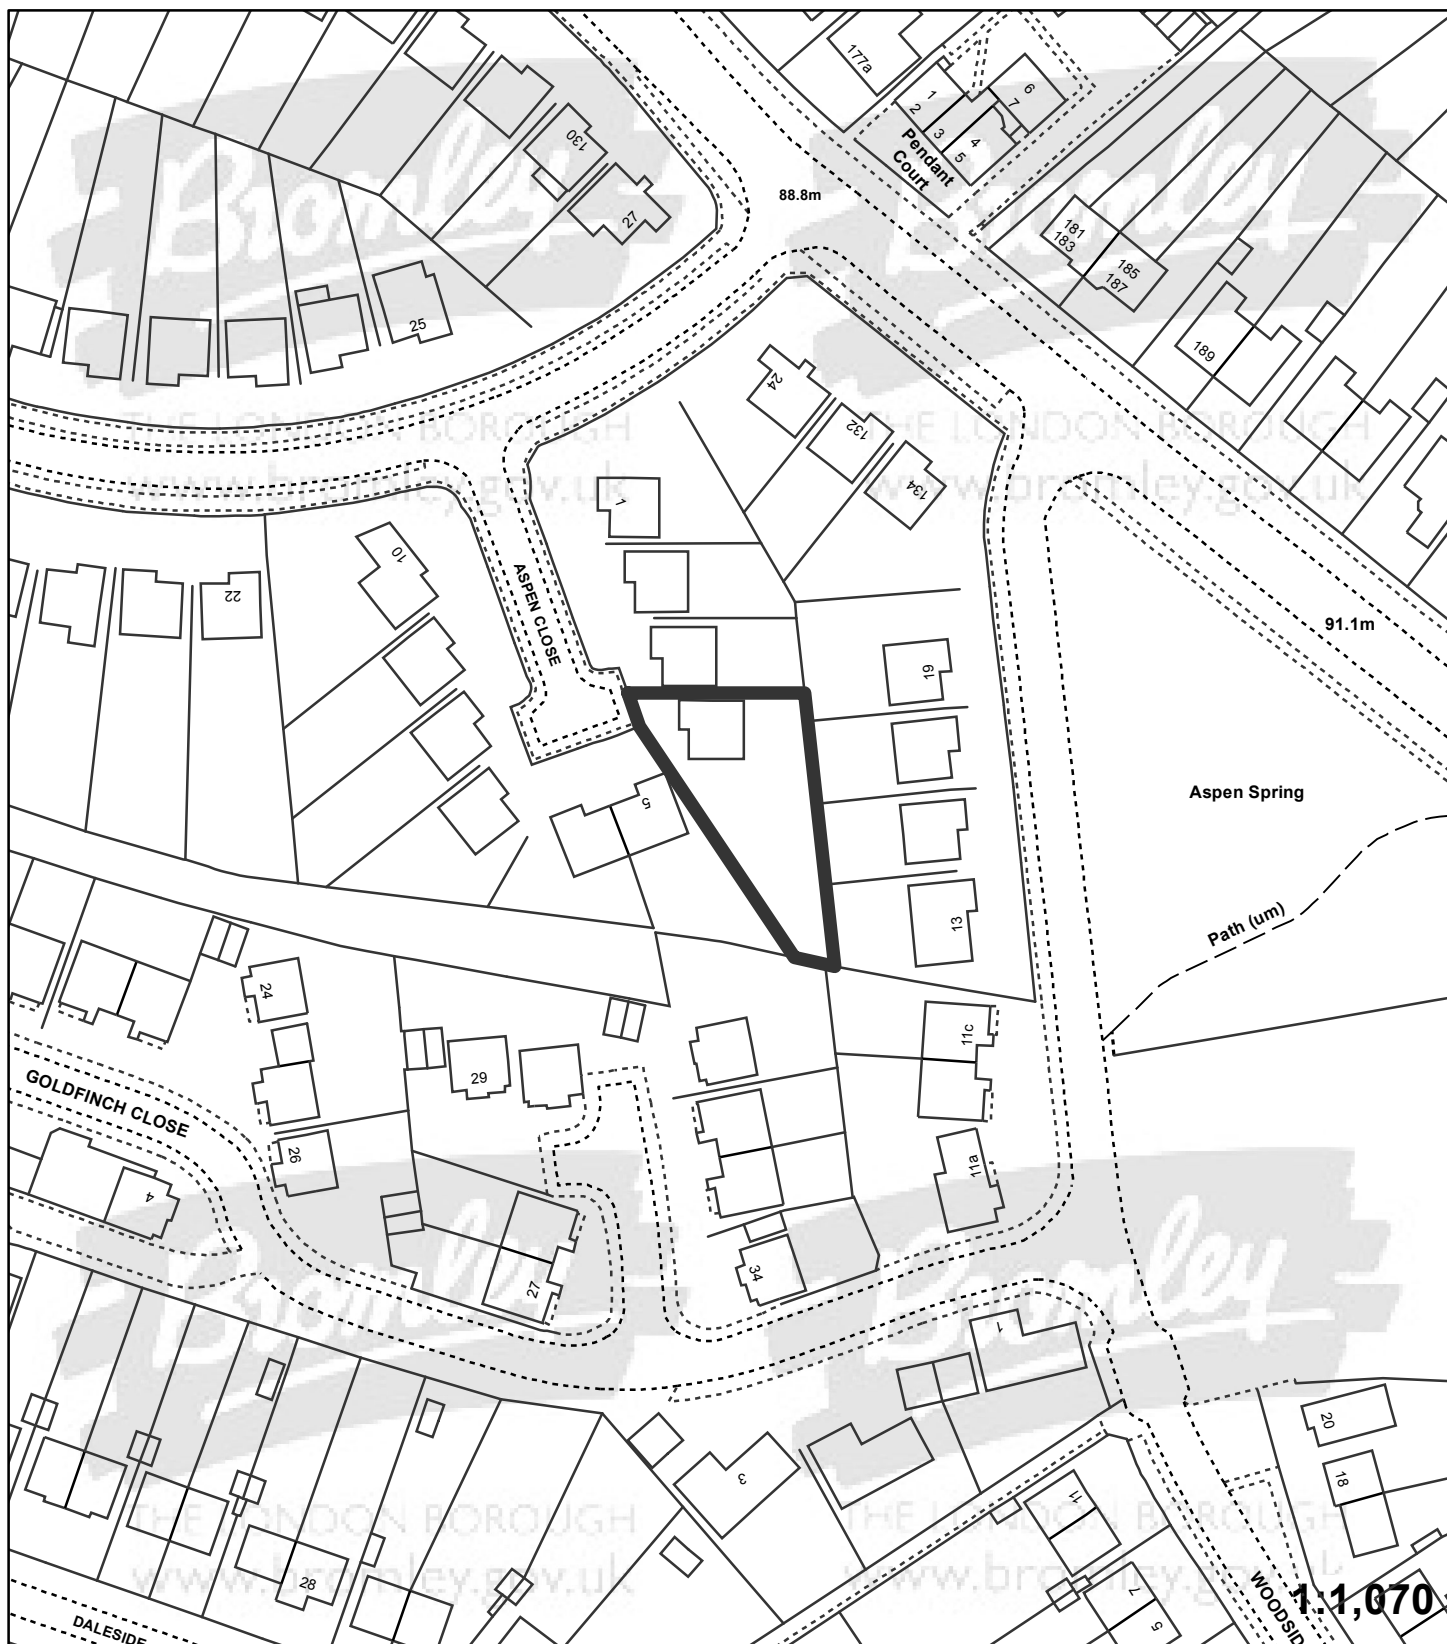 177a
1
2
3
4
5
6
7
Pendant
Court
130
27
88.8m
181
183
185
187
189
25
Bromley
THE LONDON BOROUGH
www.bromley.gov.uk
Bromley
THE LONDON BOROUGH
www.bromley.gov.uk
24
132
134
1
10
22
ASPEN CLOSE
91.1m
19
Aspen Spring
5
13
Path (um)
24
29
11c
GOLDFINCH CLOSE
26
4
11a
27
34
1
Bromley
THE LONDON BOROUGH
www.bromley.gov.uk
Bromley
THE LONDON BOROUGH
www.bromley.gov.uk
20
18
3
11
28
7
5
WOODSID
DALESIDE
1:1,070